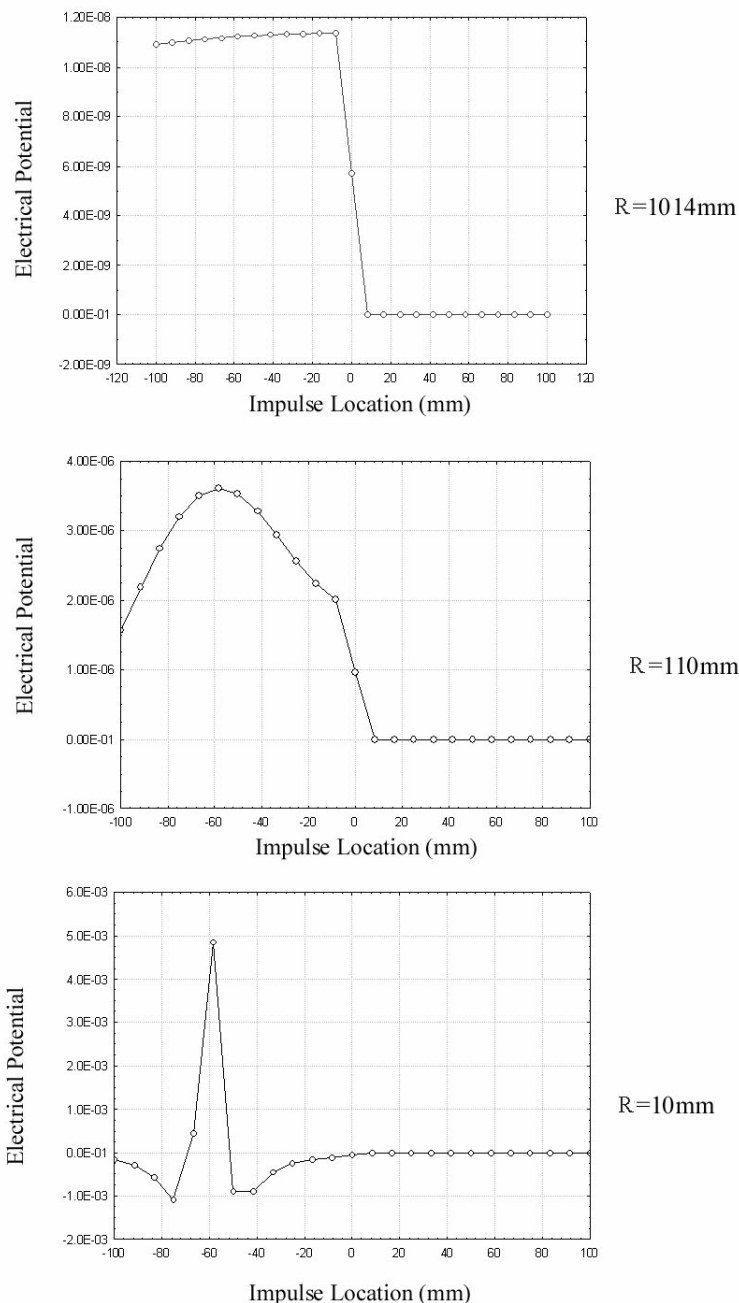 1.20E-08
1.00E-08
8.00E-09
6.00E-09
4.00E-09
2.00E-09
0.00E-01
-2.00E-09
Electrical Potential
-120 -100 -80 -60 -40 -20 0 20 40 60 80 100 120
Impulse Location (mm)
R=1014mm
4.00E-06
3.00E-06
2.00E-06
1.00E-06
0.00E-01
-1.00E-06
Electrical Potential
-100 -80 -60 -40 -20 0 20 40 60 80 100
Impulse Location (mm)
R=110mm
6.0E-03
5.0E-03
4.0E-03
3.0E-03
2.0E-03
1.0E-03
0.0E-01
-1.0E-03
-2.0E-03
Electrical Potential
-100 -80 -60 -40 -20 0 20 40 60 80 100
Impulse Location (mm)
R=10mm